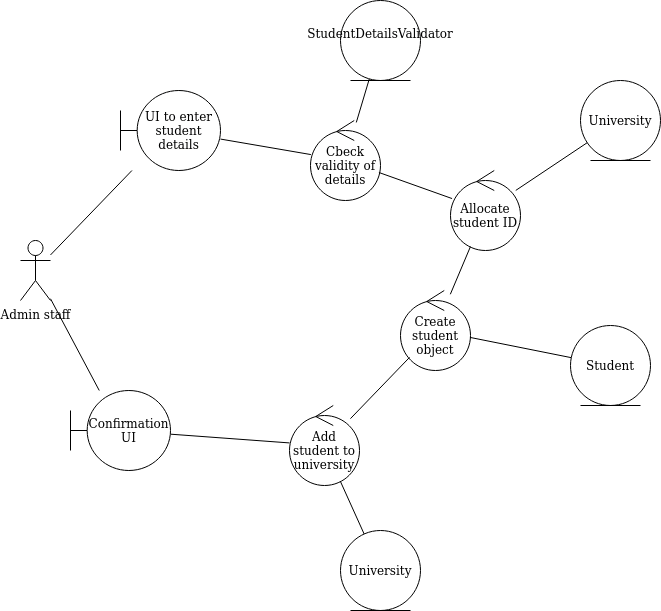 StudentDetailsValidator
UI to enter
student
details
University
Cbeck
validity of
details
Allocate
student ID
Admin staff
Create
student
object
Student
Confirmation
UI
Add
student to
university
University